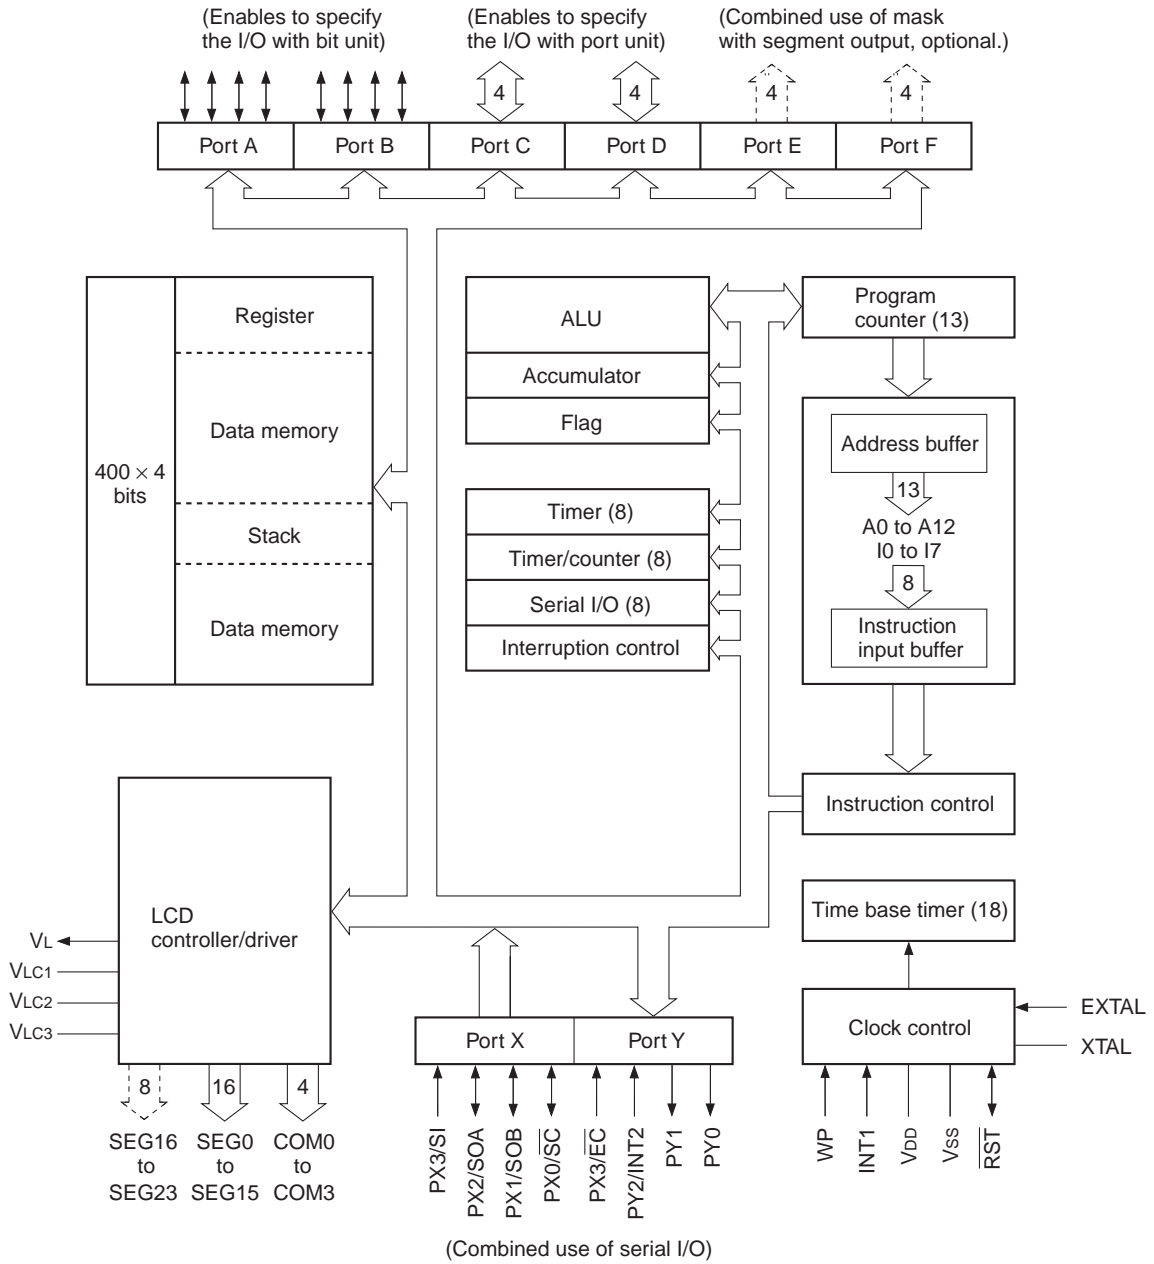 (Enables to specify
the I/O with bit unit)
(Enables to specify
the I/O with port unit)
(Combined use of mask
with segment output, optional.)
4
4
4
4
Port A
Port B
Port C
Port D
Port E
Port F
400 × 4
bits
Register
Data memory
Stack
Data memory
ALU
Accumulator
Flag
Timer (8)
Timer/counter (8)
Serial I/O (8)
Interruption control
Program
counter (13)
Address buffer
13
A0 to A12
I0 to I7
8
Instruction
input buffer
Instruction control
Time base timer (18)
Clock control
EXTAL
XTAL
WP
INT1
VDD
VSS
R̅S̅T̅
LCD
controller/driver
VL
VLC1
VLC2
VLC3
8
16
4
SEG16
to
SEG23
SEG0
to
SEG15
COM0
to
COM3
Port X
Port Y
PX3/SI
PX2/SOA
PX1/SOB
PX0/S̅C̅
PX3/E̅C̅
PY2/INT2
PY1
PY0
(Combined use of serial I/O)